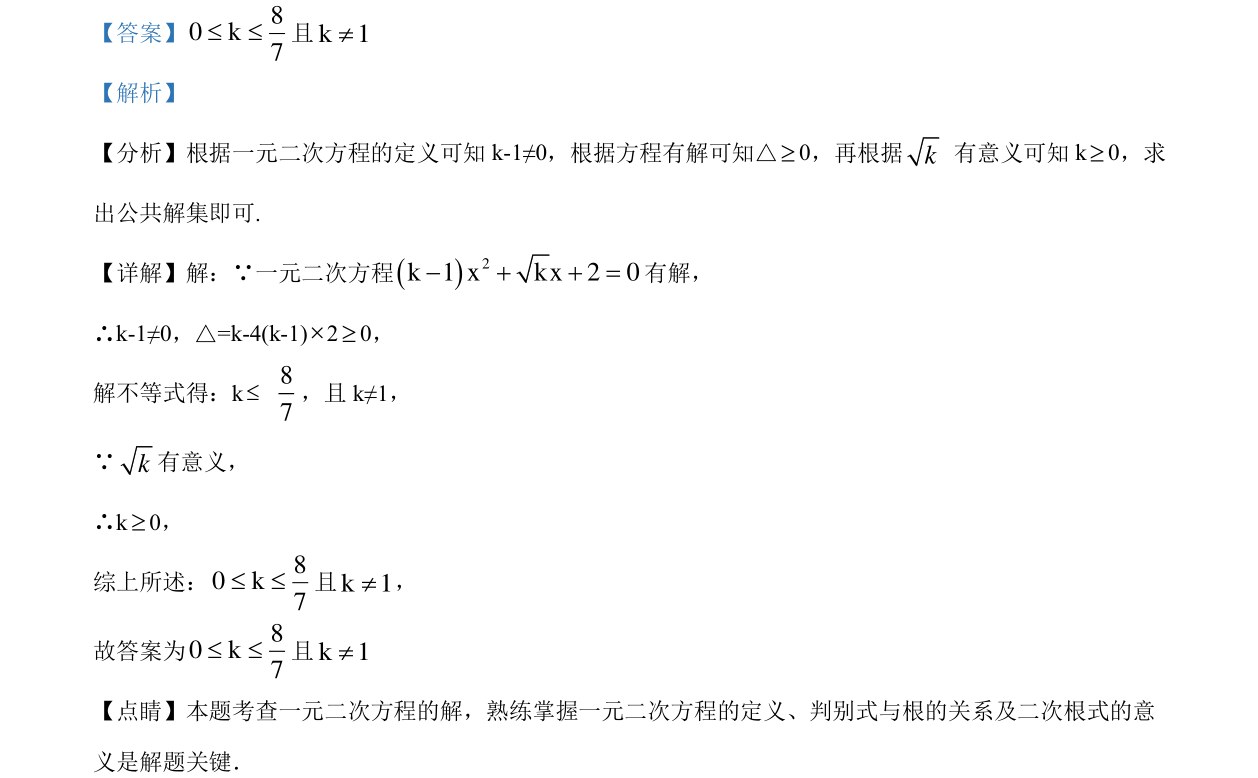 【答案】0≤k≤8/7且k≠1
【解析】
【分析】根据一元二次方程的定义可知 k-1≠0，根据方程有解可知△≥0，再根据√k 有意义可知 k≥0，求
出公共解集即可.
【详解】解：∵一元二次方程(k−1)x²+√kx+2=0有解，
∴k-1≠0，△=k-4(k-1)×2≥0，
解不等式得：k≤ 8/7，且 k≠1，
∵√k有意义，
∴k≥0，
综上所述：0≤k≤8/7且k≠1，
故答案为0≤k≤8/7且k≠1
【点睛】本题考查一元二次方程的解，熟练掌握一元二次方程的定义、判别式与根的关系及二次根式的意
义是解题关键．